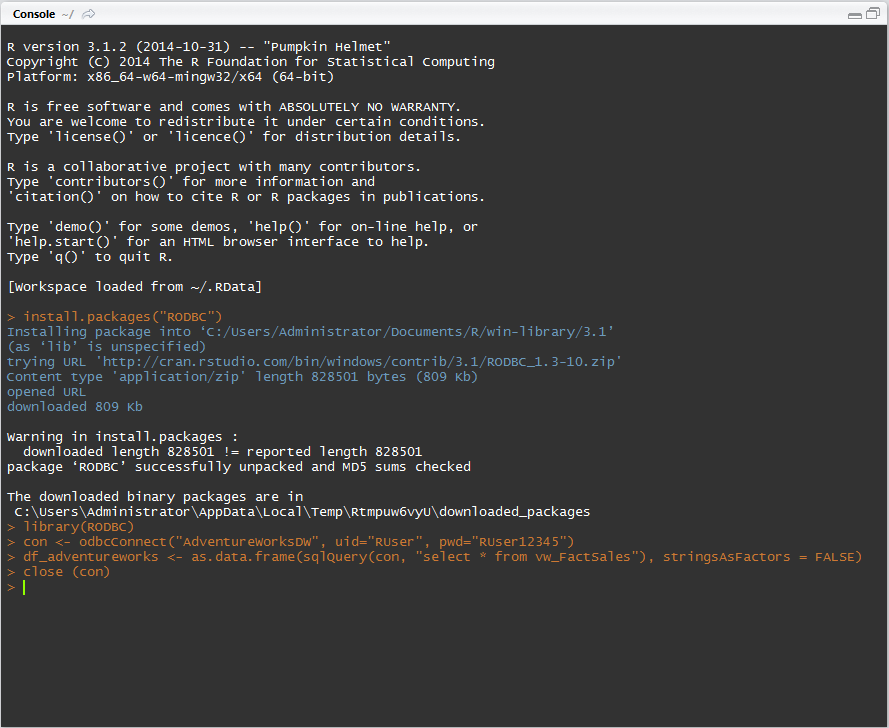 Console ~/
R version 3.1.2 (2014-10-31) -- "Pumpkin Helmet"
Copyright (C) 2014 The R Foundation for Statistical Computing
Platform: x86_64-w64-mingw32/x64 (64-bit)
R is free software and comes with ABSOLUTELY NO WARRANTY.
You are welcome to redistribute it under certain conditions.
Type 'license()' or 'licence()' for distribution details.
R is a collaborative project with many contributors.
Type 'contributors()' for more information and
'citation()' on how to cite R or R packages in publications.
Type 'demo()' for some demos, 'help()' for on-line help, or
'help.start()' for an HTML browser interface to help.
Type 'q()' to quit R.
[Workspace loaded from ~/.RData]
> install.packages("RODBC")
Installing package into ‘C:/Users/Administrator/Documents/R/win-library/3.1’
(as ‘lib’ is unspecified)
trying URL 'http://cran.rstudio.com/bin/windows/contrib/3.1/RODBC_1.3-10.zip'
Content type 'application/zip' length 828501 bytes (809 Kb)
opened URL
downloaded 809 Kb
Warning in install.packages :
  downloaded length 828501 != reported length 828501
package ‘RODBC’ successfully unpacked and MD5 sums checked
The downloaded binary packages are in
 C:\Users\Administrator\AppData\Local\Temp\Rtmpuw6vyU\downloaded_packages
> library(RODBC)
> con <- odbcConnect("AdventureWorksDW", uid="RUser", pwd="RUser12345")
> df_adventureworks <- as.data.frame(sqlQuery(con, "select * from vw_FactSales"), stringsAsFactors = FALSE)
> close (con)
>